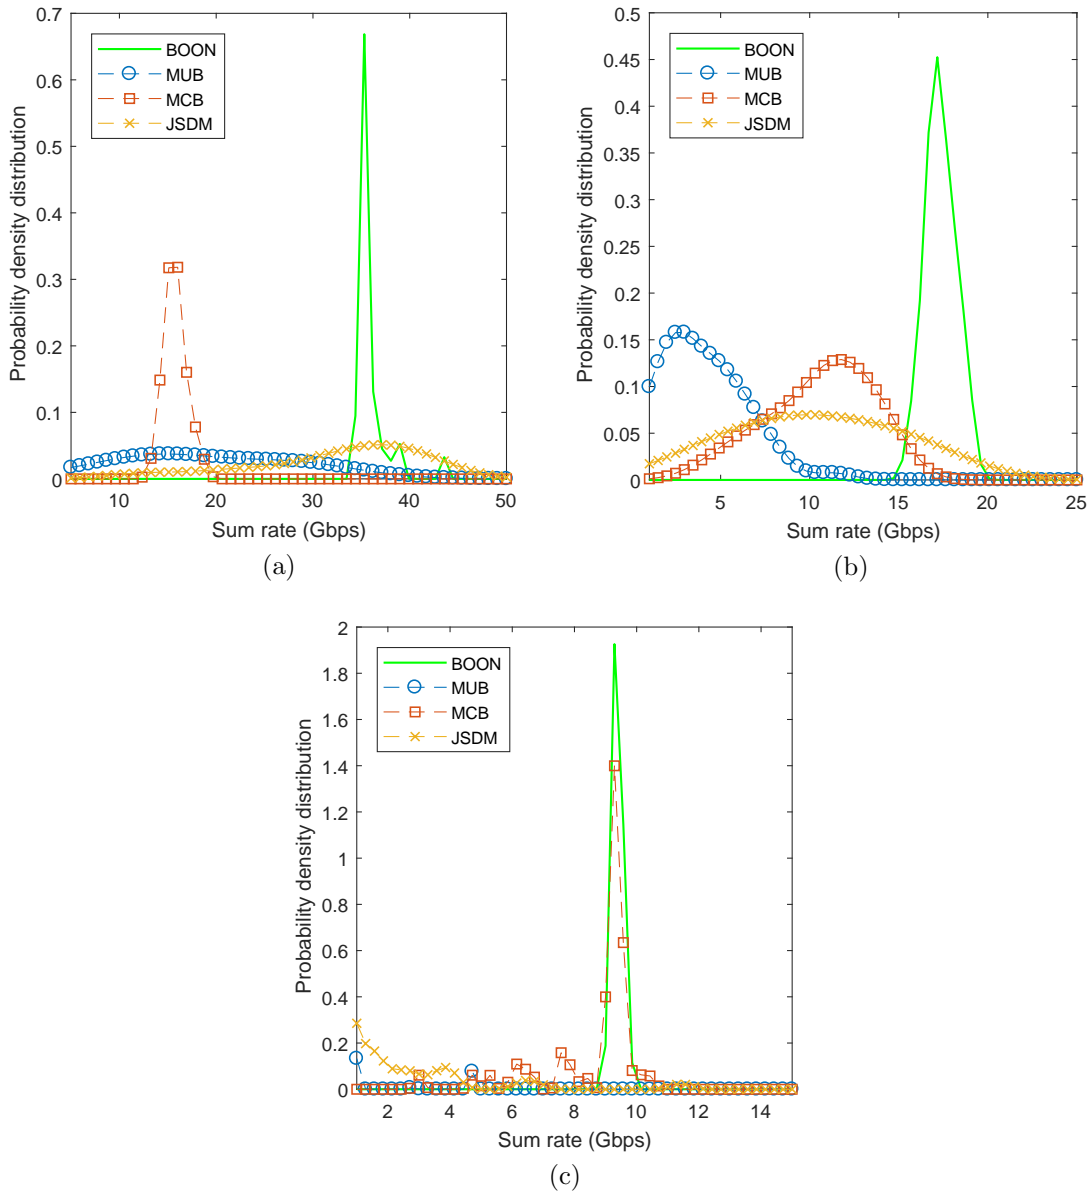 0.7
0.6
0.5
0.4
0.3
0.2
0.1
0
Probability density distribution
BOON
MUB
MCB
JSDM
10 20 30 40 50
Sum rate (Gbps)
(a)
0.5
0.45
0.4
0.35
0.3
0.25
0.2
0.15
0.1
0.05
0
Probability density distribution
BOON
MUB
MCB
JSDM
5 10 15 20 25
Sum rate (Gbps)
(b)
2
1.8
1.6
1.4
1.2
1
0.8
0.6
0.4
0.2
0
Probability density distribution
BOON
MUB
MCB
JSDM
2 4 6 8 10 12 14
Sum rate (Gbps)
(c)